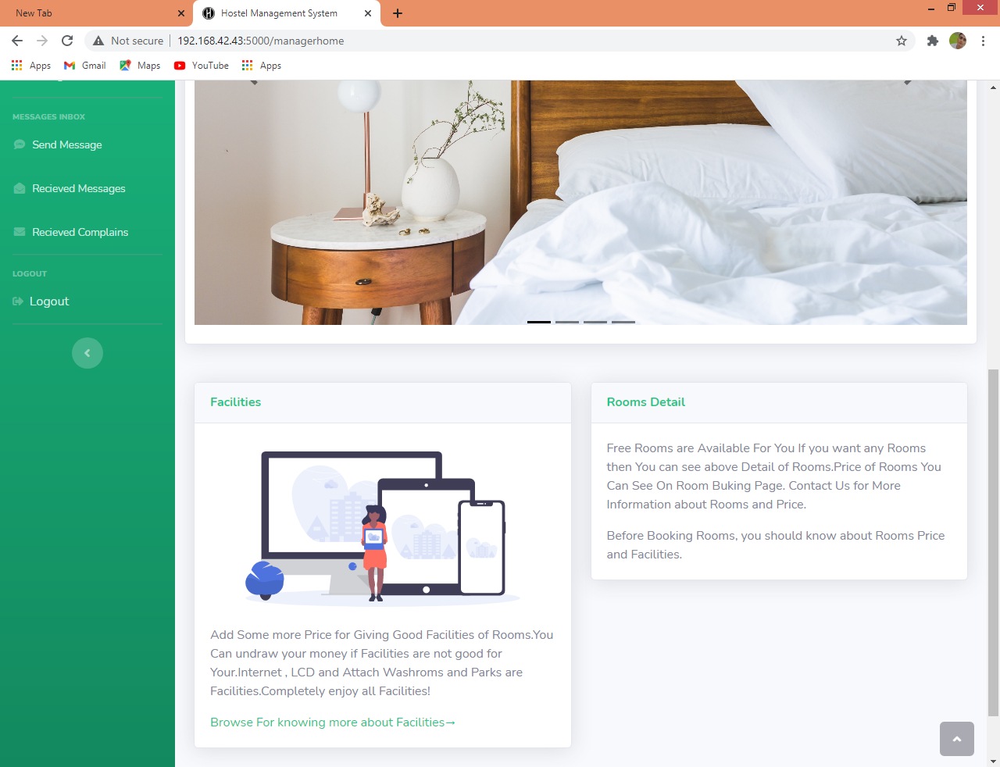 New Tab
Hostel Management System
Not secure
192.168.42.43:5000/managerhome
Apps
Gmail
Maps
YouTube
Apps
MESSAGES INBOX
Send Message
Recieved Messages
Recieved Complains
LOGOUT
Logout
Facilities
Add Some more Price for Giving Good Facilities of Rooms.You
Can undraw your money if Facilities are not good for
Your.Internet , LCD and Attach Washroms and Parks are
Facilities.Completely enjoy all Facilities!
Browse For knowing more about Facilities→
Rooms Detail
Free Rooms are Available For You If you want any Rooms
then You can see above Detail of Rooms.Price of Rooms You
Can See On Room Buking Page. Contact Us for More
Information about Rooms and Price.
Before Booking Rooms, you should know about Rooms Price
and Facilities.